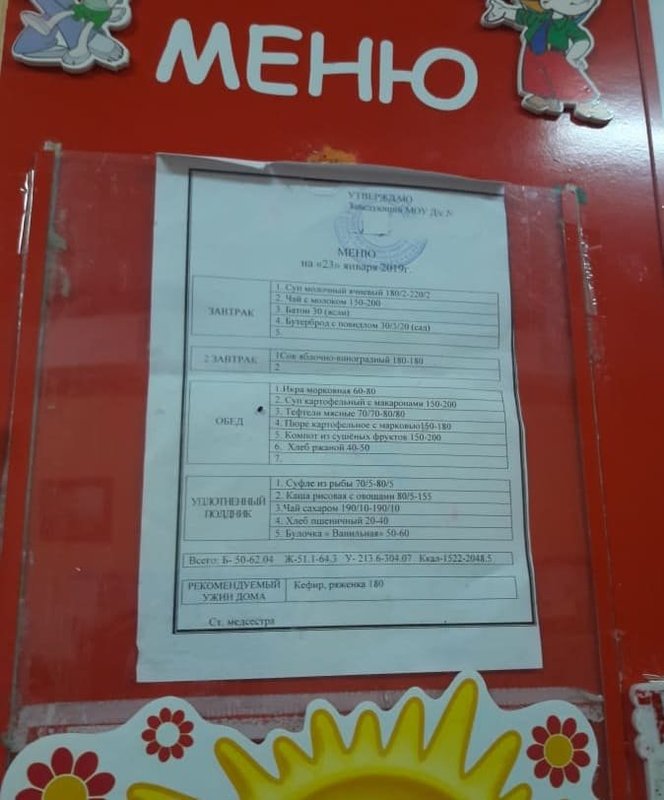 МЕНЮ
УТВЕРЖДАЮ
Заведующий МОУ Д/с №
МЕНЮ
на «23» января 2019г.
ЗАВТРАК
1. Суп молочный ячневый 180/2-220/2
2. Чай с молоком 150-200
3. Батон 30 (ясли)
4. Бутерброд с повидлом 30/3/20 (сад)
5.
2 ЗАВТРАК
1Сок яблочно-виноградный 180-180
2
ОБЕД
1.Икра морковная 60-80
2. Суп картофельный с макаронами 150-200
3. Тефтели мясные 70/70-80/80
4. Пюре картофельное с марковью150-180
5. Компот из сушёных фруктов 150-200
6. Хлеб ржаной 40-50
7.
УПЛОТНЕННЫЙ
ПОЛДНИК
1. Суфле из рыбы 70/5-80/5
2. Каша рисовая с овощами 80/5-155
3.Чай сахаром 190/10-190/10
4. Хлеб пшеничный 20-40
5. Булочка « Ванильная» 50-60
Всего: Б- 50-62.04 Ж-51.1-64.3 У- 213.6-304.07 Ккал-1522-2048.5
РЕКОМЕНДУЕМЫЙ
УЖИН ДОМА
Кефир, ряженка 180
Ст. медсестра